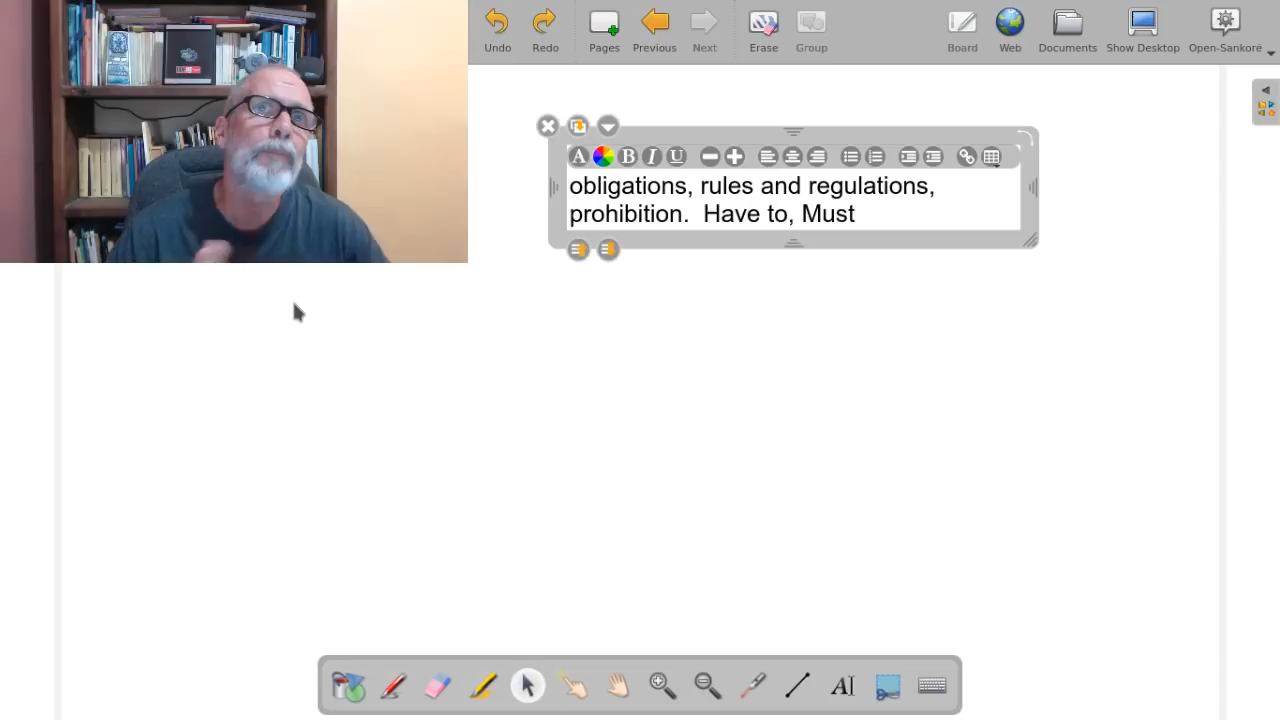 Undo Redo Pages Previous Next Erase Group Board Web Documents Show Desktop Open-Sankoré
A B I U
obligations, rules and regulations,
prohibition.  Have to, Must
AI